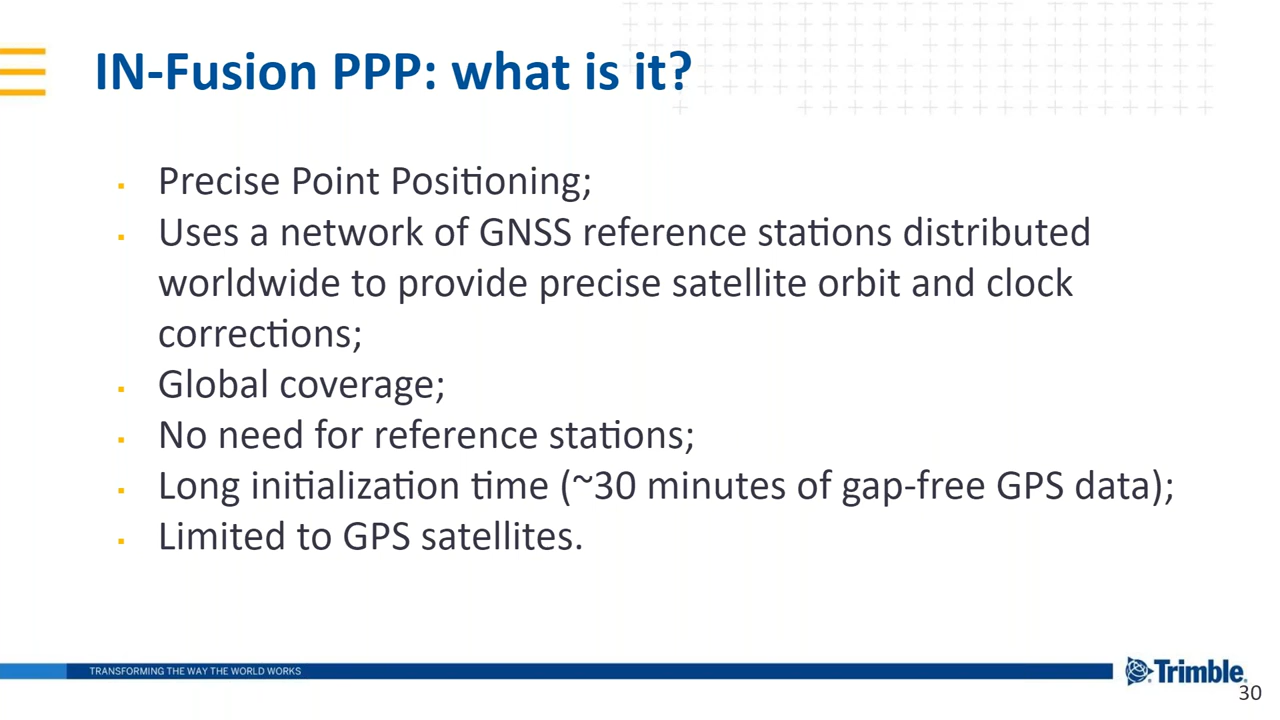 IN-Fusion PPP: what is it?
Precise Point Positioning;
Uses a network of GNSS reference stations distributed
worldwide to provide precise satellite orbit and clock
corrections;
Global coverage;
No need for reference stations;
Long initialization time (~30 minutes of gap-free GPS data);
Limited to GPS satellites.
TRANSFORMING THE WAY THE WORLD WORKS
Trimble.
30